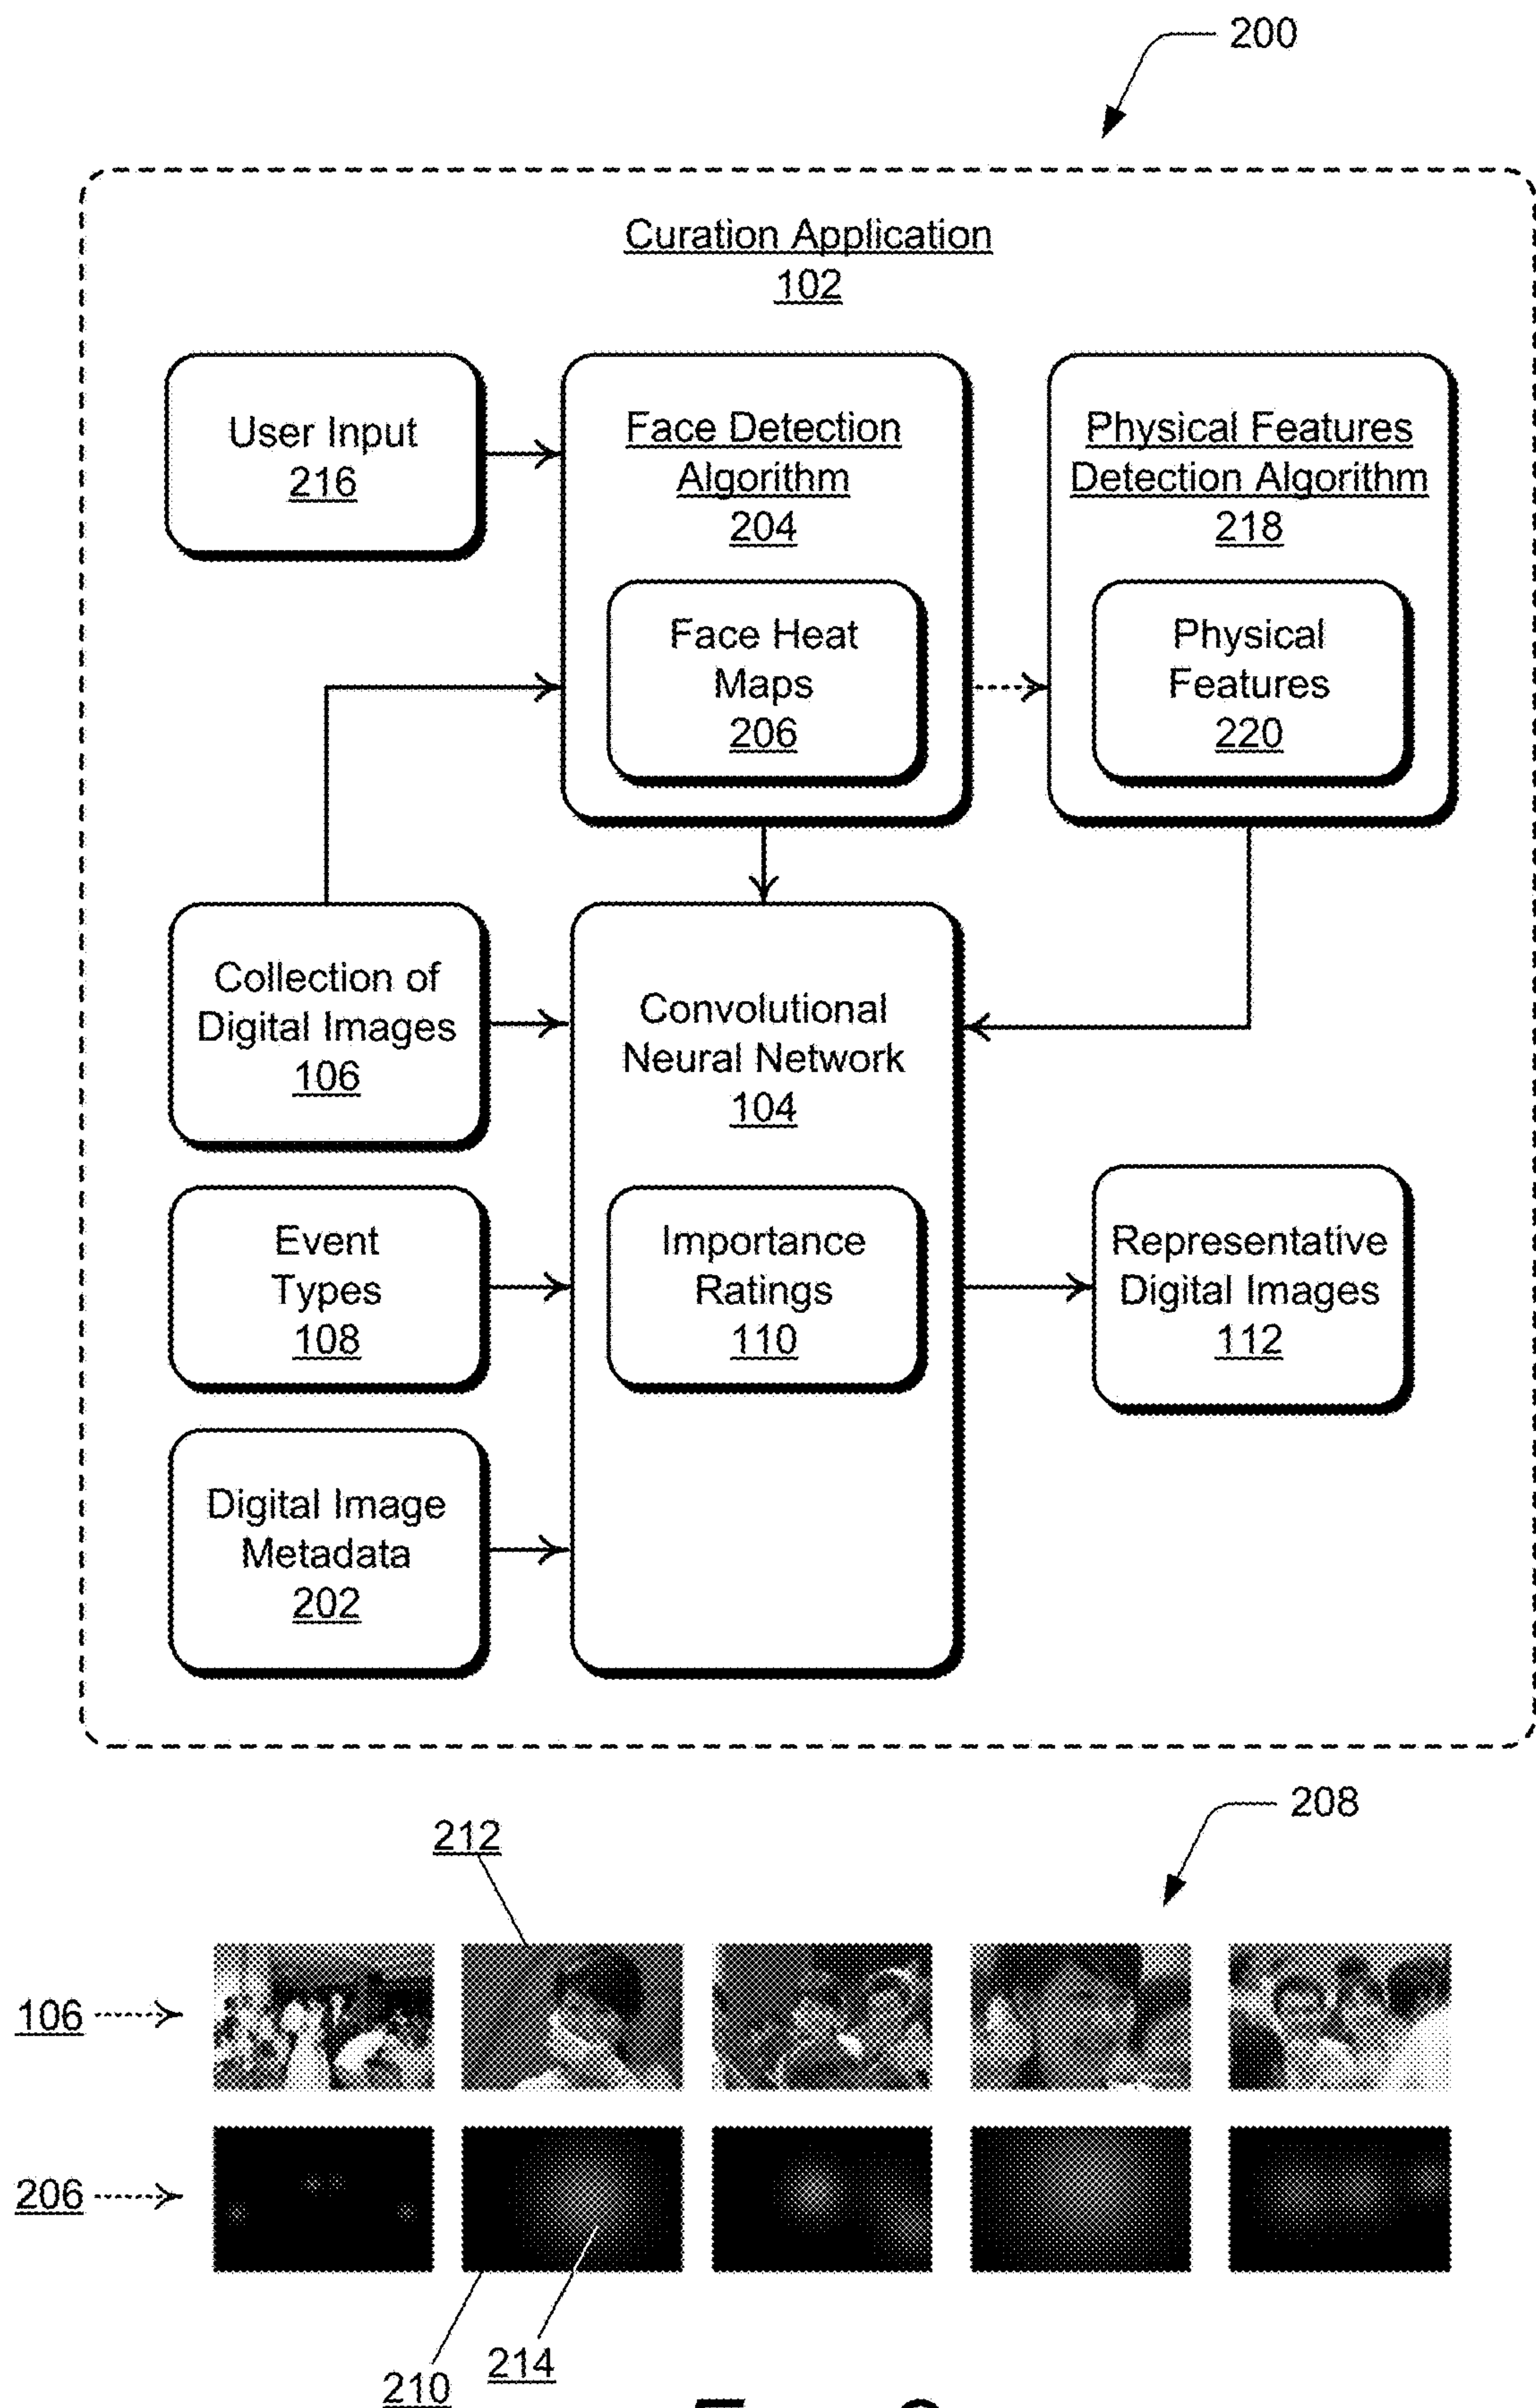 200
Curation Application
102
User Input
216
Face Detection
Algorithm
204
Face Heat
Maps
206
Physical Features
Detection Algorithm
218
Physical
Features
220
Collection of
Digital Images
106
Convolutional
Neural Network
104
Event
Types
108
Importance
Ratings
110
Representative
Digital Images
112
Digital Image
Metadata
202
208
212
106
206
214
210